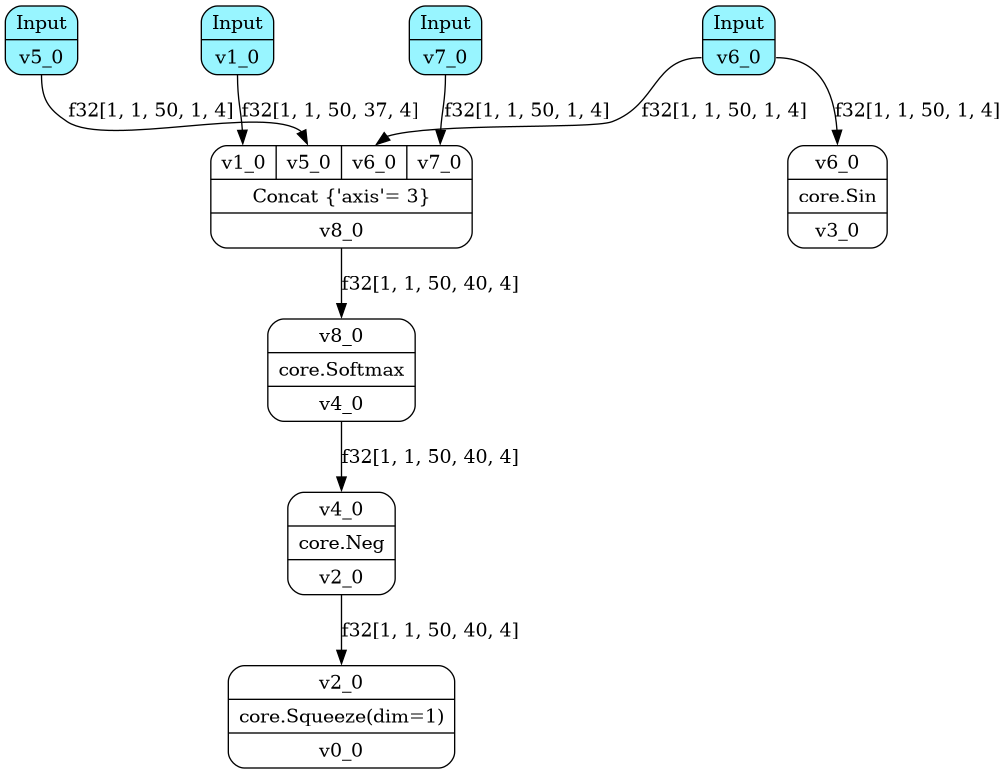 Input
v5_0
Input
v1_0
Input
v7_0
Input
v6_0
f32[1, 1, 50, 1, 4]
f32[1, 1, 50, 37, 4]
f32[1, 1, 50, 1, 4]
f32[1, 1, 50, 1, 4]
f32[1, 1, 50, 1, 4]
v1_0
v5_0
v6_0
v7_0
Concat {'axis'= 3}
v8_0
v6_0
core.Sin
v3_0
f32[1, 1, 50, 40, 4]
v8_0
core.Softmax
v4_0
f32[1, 1, 50, 40, 4]
v4_0
core.Neg
v2_0
f32[1, 1, 50, 40, 4]
v2_0
core.Squeeze(dim=1)
v0_0